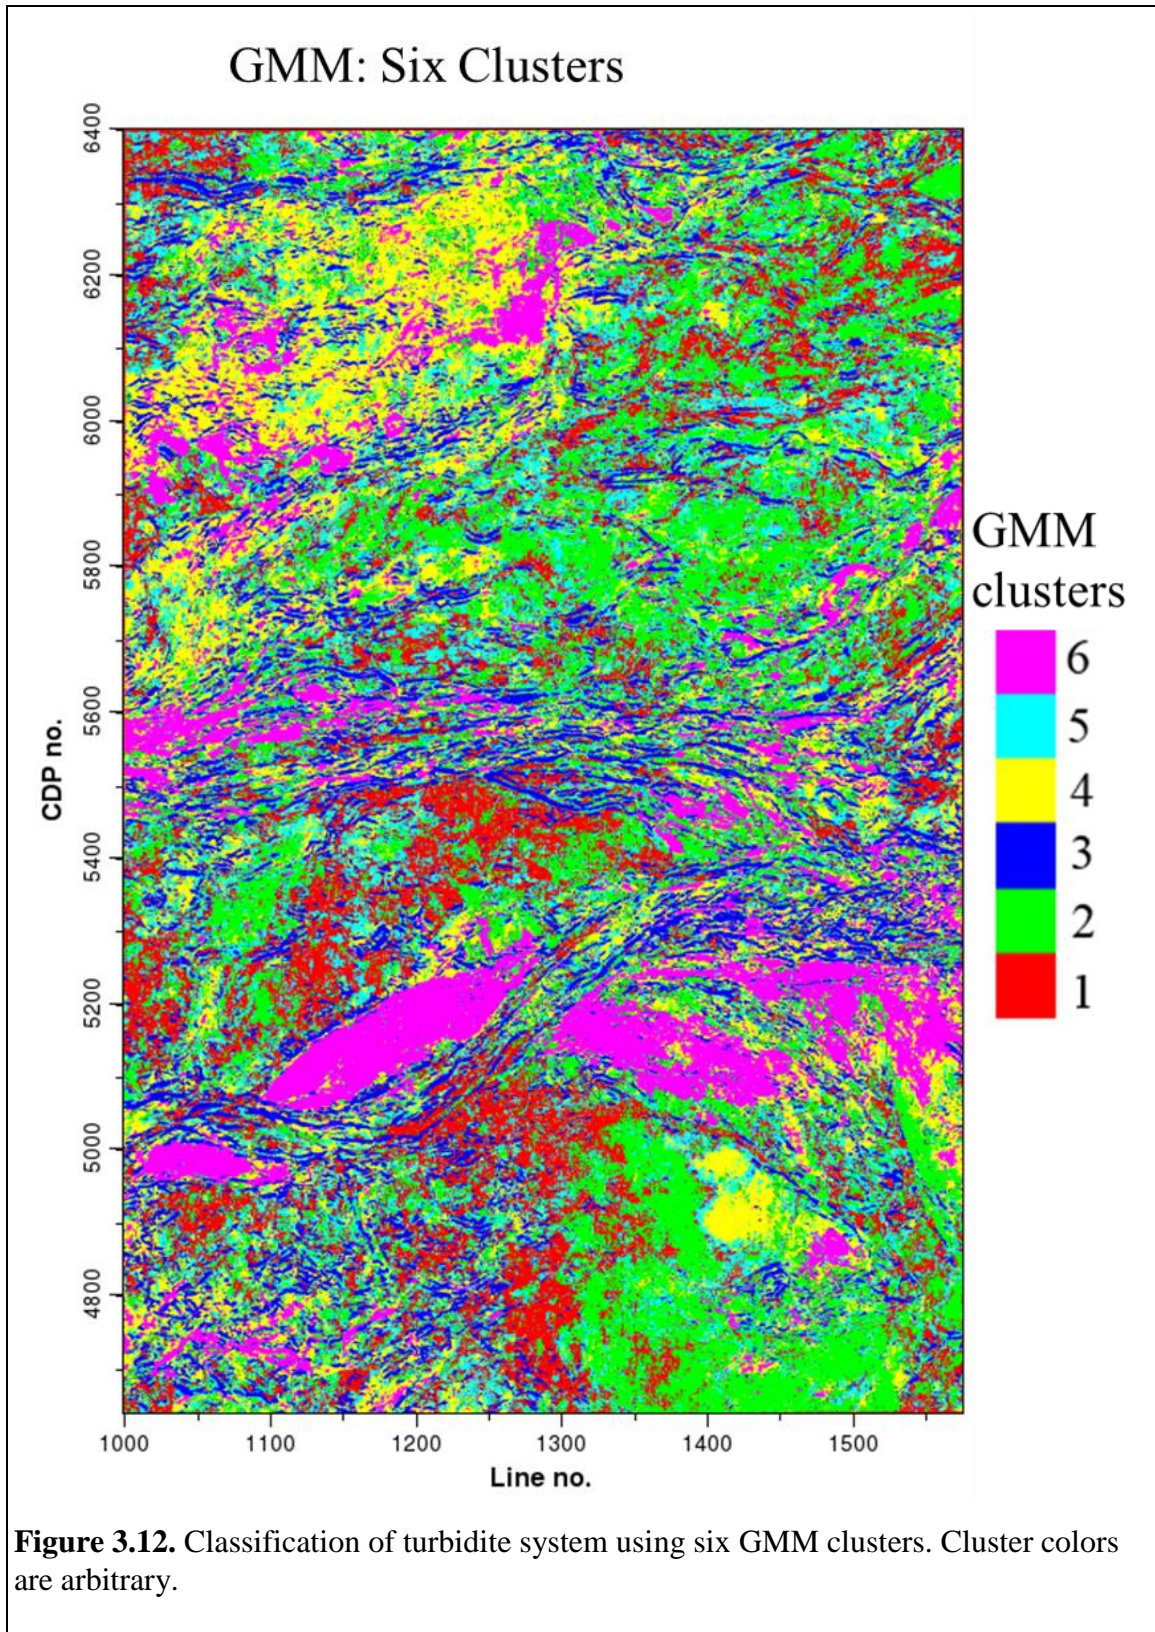 GMM: Six Clusters
6400
6200
6000
5800
5600
5400
5200
5000
4800
CDP no.
1000 1100 1200 1300 1400 1500
Line no.
GMM
clusters
6
5
4
3
2
1
Figure 3.12. Classification of turbidite system using six GMM clusters. Cluster colors
are arbitrary.